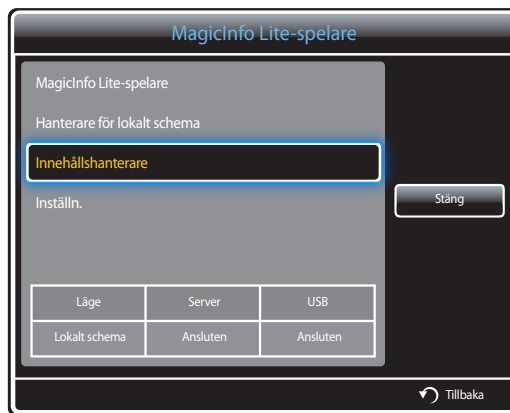 MagicInfo Lite-spelare
MagicInfo Lite-spelare
Hanterare för lokalt schema
Innehållshanterare
Inställn.
Stäng
Läge Server USB
Lokalt schema Ansluten Ansluten
Tillbaka